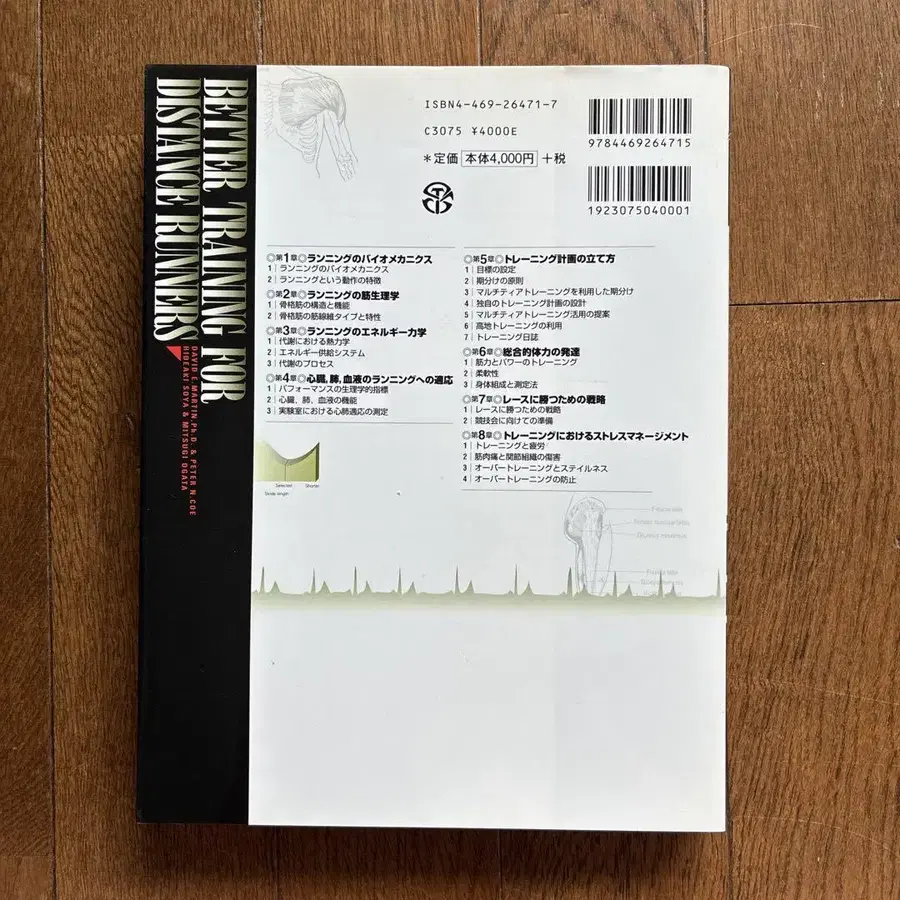 BETTER TRAINING FOR
DISTANCE RUNNERS
DAVID E. MARTIN, Ph.D. & PETER N. COE
HIDEAKI SOYA & MITSUGI OGATA
ISBN4-469-26471-7
C3075 ¥4000E
*定価 本体4,000円 +税
9784469264715
1923075040001
◎第1章◎ランニングのバイオメカニクス
1│ランニングのバイオメカニクス
2│ランニングという動作の特徴
◎第2章◎ランニングの筋生理学
1│骨格筋の構造と機能
2│骨格筋の筋線維タイプと特性
◎第3章◎ランニングのエネルギー力学
1│代謝における熱力学
2│エネルギー供給システム
3│代謝のプロセス
◎第4章◎心臓,肺,血液のランニングへの適応
1│パフォーマンスの生理学的指標
2│心臓、肺、血液の機能
3│実験室における心肺適応の測定
◎第5章◎トレーニング計画の立て方
1│目標の設定
2│期分けの原則
3│マルチティアトレーニングを利用した期分け
4│独自のトレーニング計画の設計
5│マルチティアトレーニング活用の提案
6│高地トレーニングの利用
7│トレーニング日誌
◎第6章◎総合的体力の発達
1│筋力とパワーのトレーニング
2│柔軟性
3│身体組成と測定法
◎第7章◎レースに勝つための戦略
1│レースに勝つための戦略
2│競技会に向けての準備
◎第8章◎トレーニングにおけるストレスマネージメント
1│トレーニングと疲労
2│筋肉痛と関節組織の傷害
3│オーバートレーニングとステイルネス
4│オーバートレーニングの防止
Selected Shorter
Stride length
Gluteus maximus